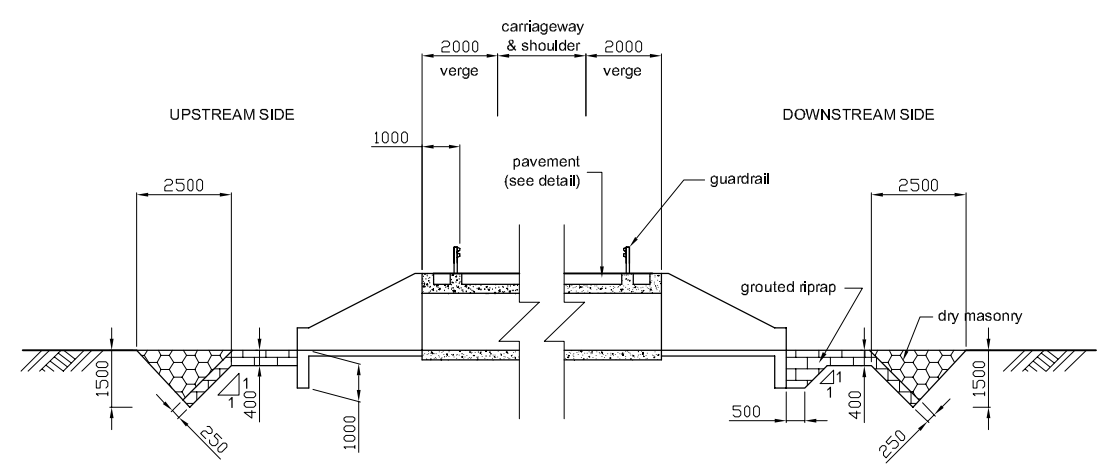 carriageway
& shoulder
2000
2000
verge
verge
UPSTREAM SIDE
DOWNSTREAM SIDE
1000
pavement
(see detail)
guardrail
2500
2500
grouted riprap
dry masonry
1500
1
1
400
250
1000
500
1
1
400
250
1500